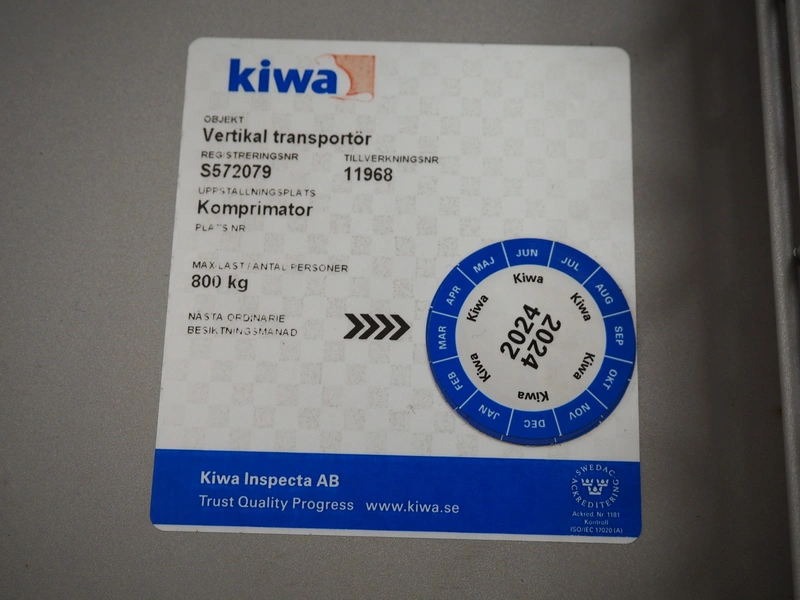 kiwa
OBJEKT
Vertikal transportör
REGISTRERINGSNR TILLVERKNINGSNR
S572079 11968
UPPSTÄLLNINGSPLATS
Komprimator
PLATS NR
MAX LAST / ANTAL PERSONER
800 kg
NÄSTA ORDINARIE
BESIKTNINGSMÅNAD
JAN FEB MAR APR MAJ JUN JUL AUG SEP OKT NOV DEC
Kiwa Kiwa Kiwa Kiwa Kiwa Kiwa
2024
2024
Kiwa Inspecta AB
Trust Quality Progress www.kiwa.se
SWEDAC
ACKREDITERING
Ackred. Nr. 1181
Kontroll
ISO/IEC 17020 (A)